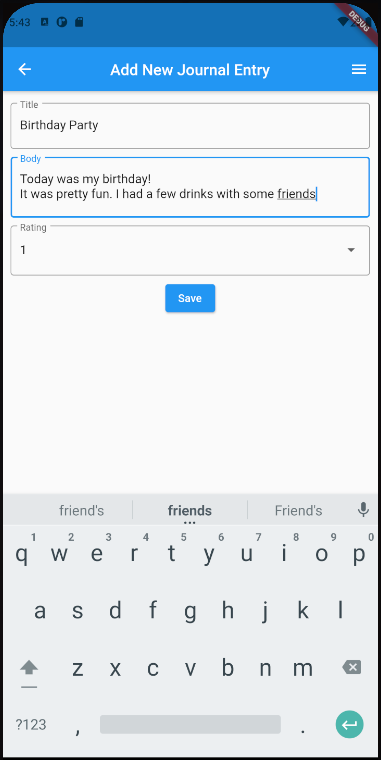 5:43
DEBUG
Add New Journal Entry
Title
Birthday Party
Body
Today was my birthday!
It was pretty fun. I had a few drinks with some friends
Rating
1
Save
friend's friends Friend's
1 2 3 4 5 6 7 8 9 0
q w e r t y u i o p
a s d f g h j k l
z x c v b n m
?123 , .